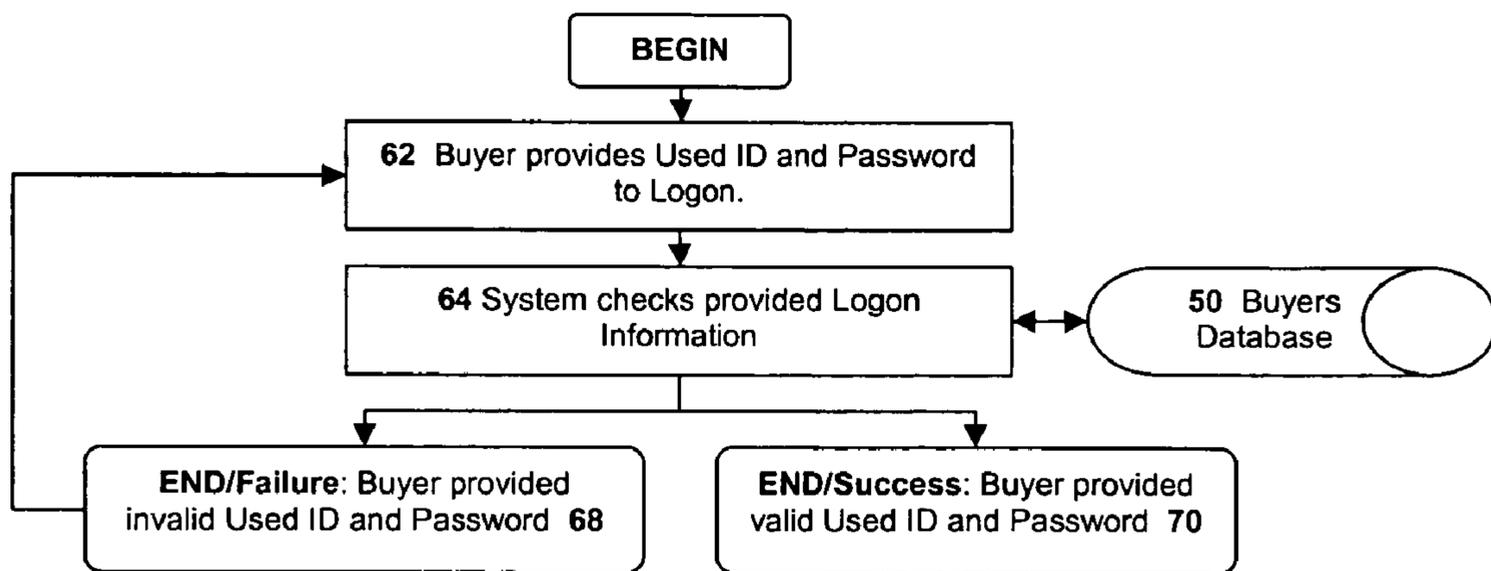 BEGIN
62 Buyer provides Used ID and Password
to Logon.
64 System checks provided Logon
Information
50 Buyers
Database
END/Failure: Buyer provided
invalid Used ID and Password 68
END/Success: Buyer provided
valid Used ID and Password 70